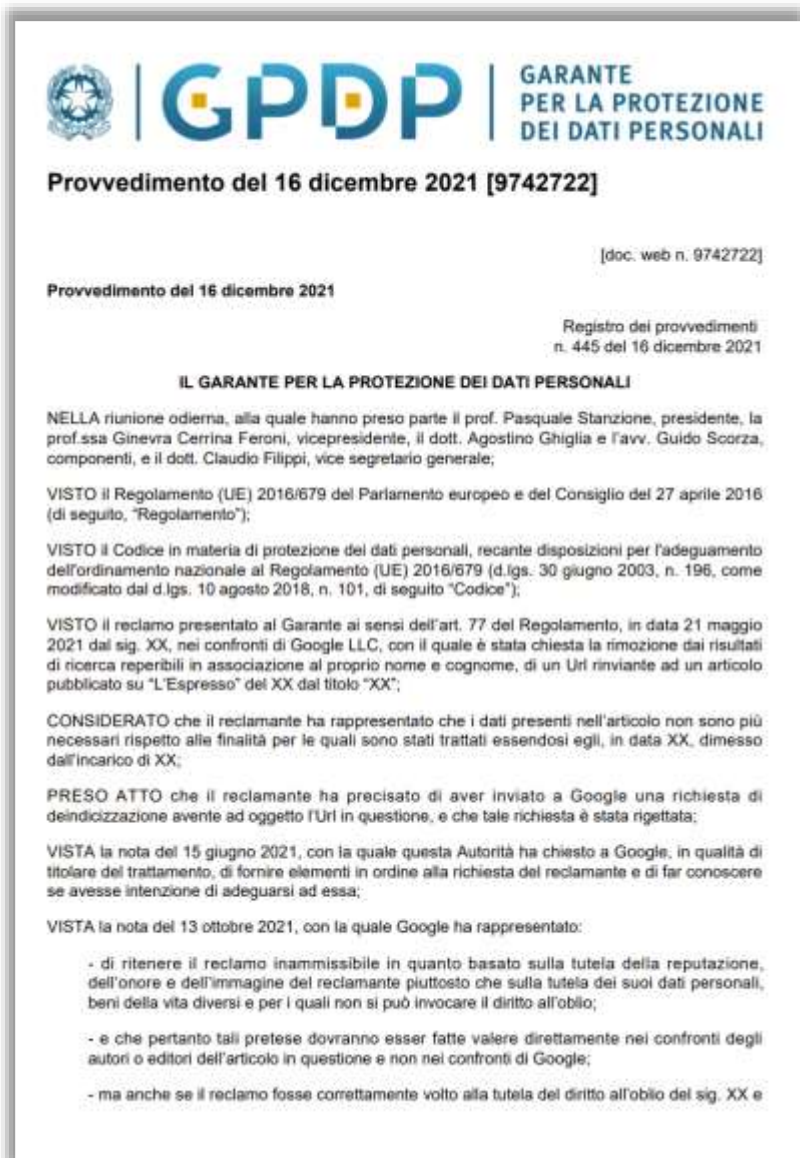 GPDP
GARANTE
PER LA PROTEZIONE
DEI DATI PERSONALI
Provvedimento del 16 dicembre 2021 [9742722]
[doc. web n. 9742722]
Provvedimento del 16 dicembre 2021
Registro dei provvedimenti
n. 445 del 16 dicembre 2021
IL GARANTE PER LA PROTEZIONE DEI DATI PERSONALI
NELLA riunione odierna, alla quale hanno preso parte il prof. Pasquale Stanzione, presidente, la
prof.ssa Ginevra Cerrina Feroni, vicepresidente, il dott. Agostino Ghiglia e l'avv. Guido Scorza,
componenti, e il dott. Claudio Filippi, vice segretario generale;
VISTO il Regolamento (UE) 2016/679 del Parlamento europeo e del Consiglio del 27 aprile 2016
(di seguito, "Regolamento");
VISTO il Codice in materia di protezione dei dati personali, recante disposizioni per l'adeguamento
dell'ordinamento nazionale al Regolamento (UE) 2016/679 (d.lgs. 30 giugno 2003, n. 196, come
modificato dal d.lgs. 10 agosto 2018, n. 101, di seguito "Codice");
VISTO il reclamo presentato al Garante ai sensi dell'art. 77 del Regolamento, in data 21 maggio
2021 dal sig. XX, nei confronti di Google LLC, con il quale è stata chiesta la rimozione dai risultati
di ricerca reperibili in associazione al proprio nome e cognome, di un Url rinviante ad un articolo
pubblicato su "L'Espresso" del XX dal titolo "XX";
CONSIDERATO che il reclamante ha rappresentato che i dati presenti nell'articolo non sono più
necessari rispetto alle finalità per le quali sono stati trattati essendosi egli, in data XX, dimesso
dall'incarico di XX;
PRESO ATTO che il reclamante ha precisato di aver inviato a Google una richiesta di
deindicizzazione avente ad oggetto l'Url in questione, e che tale richiesta è stata rigettata;
VISTA la nota del 15 giugno 2021, con la quale questa Autorità ha chiesto a Google, in qualità di
titolare del trattamento, di fornire elementi in ordine alla richiesta del reclamante e di far conoscere
se avesse intenzione di adeguarsi ad essa;
VISTA la nota del 13 ottobre 2021, con la quale Google ha rappresentato:
- di ritenere il reclamo inammissibile in quanto basato sulla tutela della reputazione,
dell'onore e dell'immagine del reclamante piuttosto che sulla tutela dei suoi dati personali,
beni della vita diversi e per i quali non si può invocare il diritto all'oblio;
- e che pertanto tali pretese dovranno esser fatte valere direttamente nei confronti degli
autori o editori dell'articolo in questione e non nei confronti di Google;
- ma anche se il reclamo fosse correttamente volto alla tutela del diritto all'oblio del sig. XX e